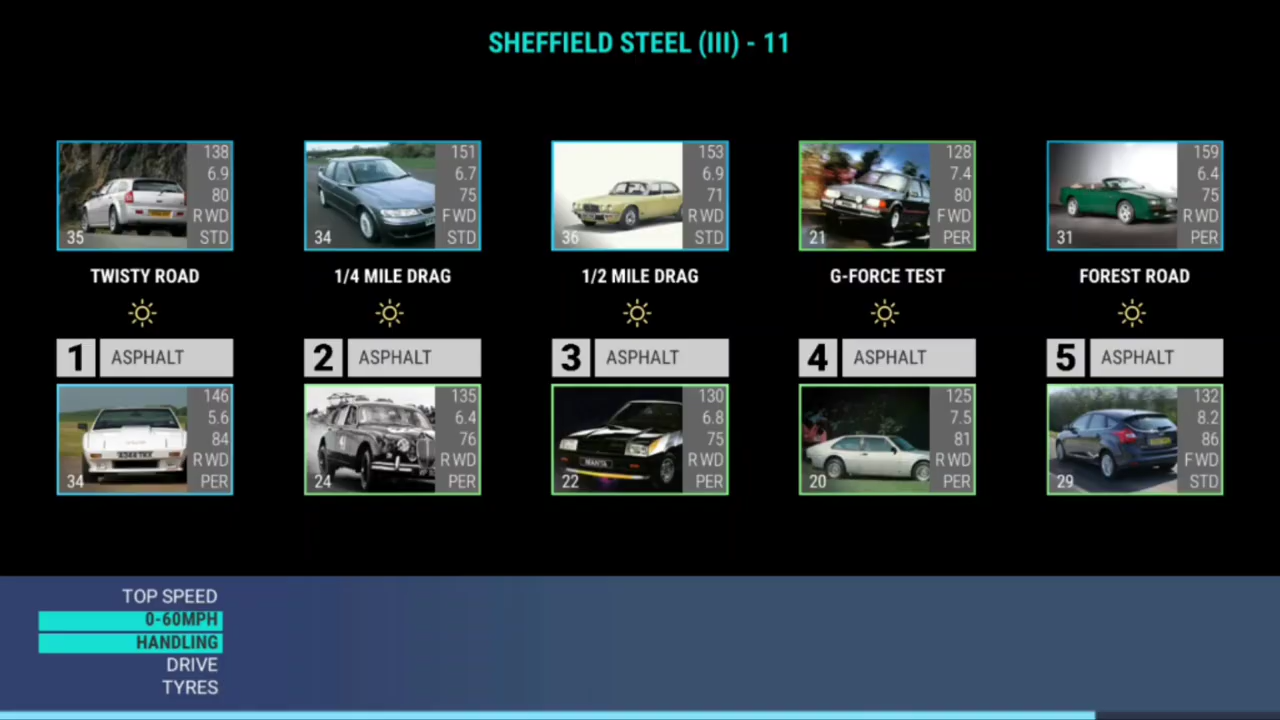 SHEFFIELD STEEL (III) - 11
138
6.9
80
RWD
35 STD
151
6.7
75
FWD
34 STD
153
6.9
71
RWD
36 STD
128
7.4
80
FWD
21 PER
159
6.4
75
RWD
31 PER
TWISTY ROAD
1/4 MILE DRAG
1/2 MILE DRAG
G-FORCE TEST
FOREST ROAD
1 ASPHALT
2 ASPHALT
3 ASPHALT
4 ASPHALT
5 ASPHALT
146
5.6
84
RWD
34 PER
135
6.4
76
RWD
24 PER
130
6.8
75
RWD
MANTA
22 PER
125
7.5
81
RWD
20 PER
132
8.2
86
FWD
29 STD
TOP SPEED
0-60MPH
HANDLING
DRIVE
TYRES